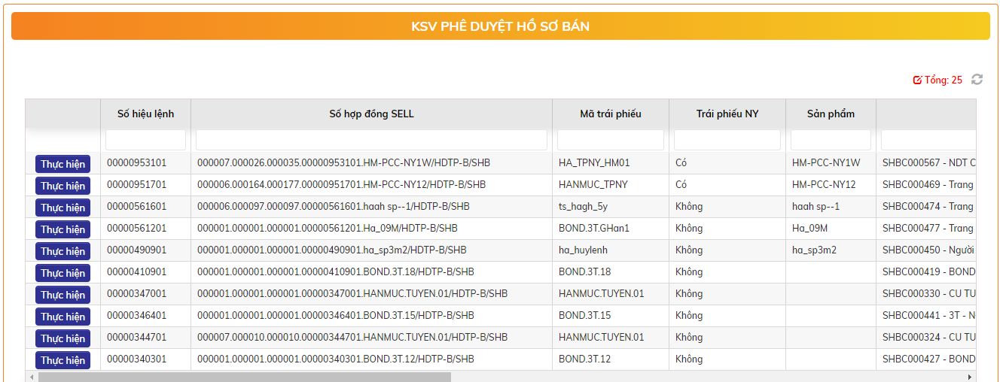 KSV PHÊ DUYỆT HỒ SƠ BÁN
Tổng: 25
Số hiệu lệnh Số hợp đồng SELL Mã trái phiếu Trái phiếu NY Sản phẩm
Thực hiện 00000953101 000007.000026.000035.00000953101.HM-PCC-NY1W/HDTP-B/SHB HA_TPNY_HM01 Có HM-PCC-NY1W SHBC000567 - NDT C
Thực hiện 00000951701 000006.000164.000177.00000951701.HM-PCC-NY12/HDTP-B/SHB HANMUC_TPNY Có HM-PCC-NY12 SHBC000469 - Trang
Thực hiện 00000561601 000006.000097.000097.00000561601.haah sp--1/HDTP-B/SHB ts_hagh_5y Không haah sp--1 SHBC000474 - Trang
Thực hiện 00000561201 000001.000001.000001.00000561201.Ha_09M/HDTP-B/SHB BOND.3T.GHan1 Không Ha_09M SHBC000477 - Trang
Thực hiện 00000490901 000001.000001.000001.00000490901.ha_sp3m2/HDTP-B/SHB ha_huylenh Không ha_sp3m2 SHBC000450 - Người
Thực hiện 00000410901 000001.000001.000001.00000410901.BOND.3T.18/HDTP-B/SHB BOND.3T.18 Không SHBC000419 - BOND
Thực hiện 00000347001 000001.000001.000001.00000347001.HANMUC.TUYEN.01/HDTP-B/SHB HANMUC.TUYEN.01 Không SHBC000330 - CU TU
Thực hiện 00000346401 000001.000001.000001.00000346401.BOND.3T.15/HDTP-B/SHB BOND.3T.15 Không SHBC000441 - 3T - N
Thực hiện 00000344701 000007.000010.000010.00000344701.HANMUC.TUYEN.01/HDTP-B/SHB HANMUC.TUYEN.01 Không SHBC000324 - CU TU
Thực hiện 00000340301 000001.000001.000001.00000340301.BOND.3T.12/HDTP-B/SHB BOND.3T.12 Không SHBC000427 - BOND